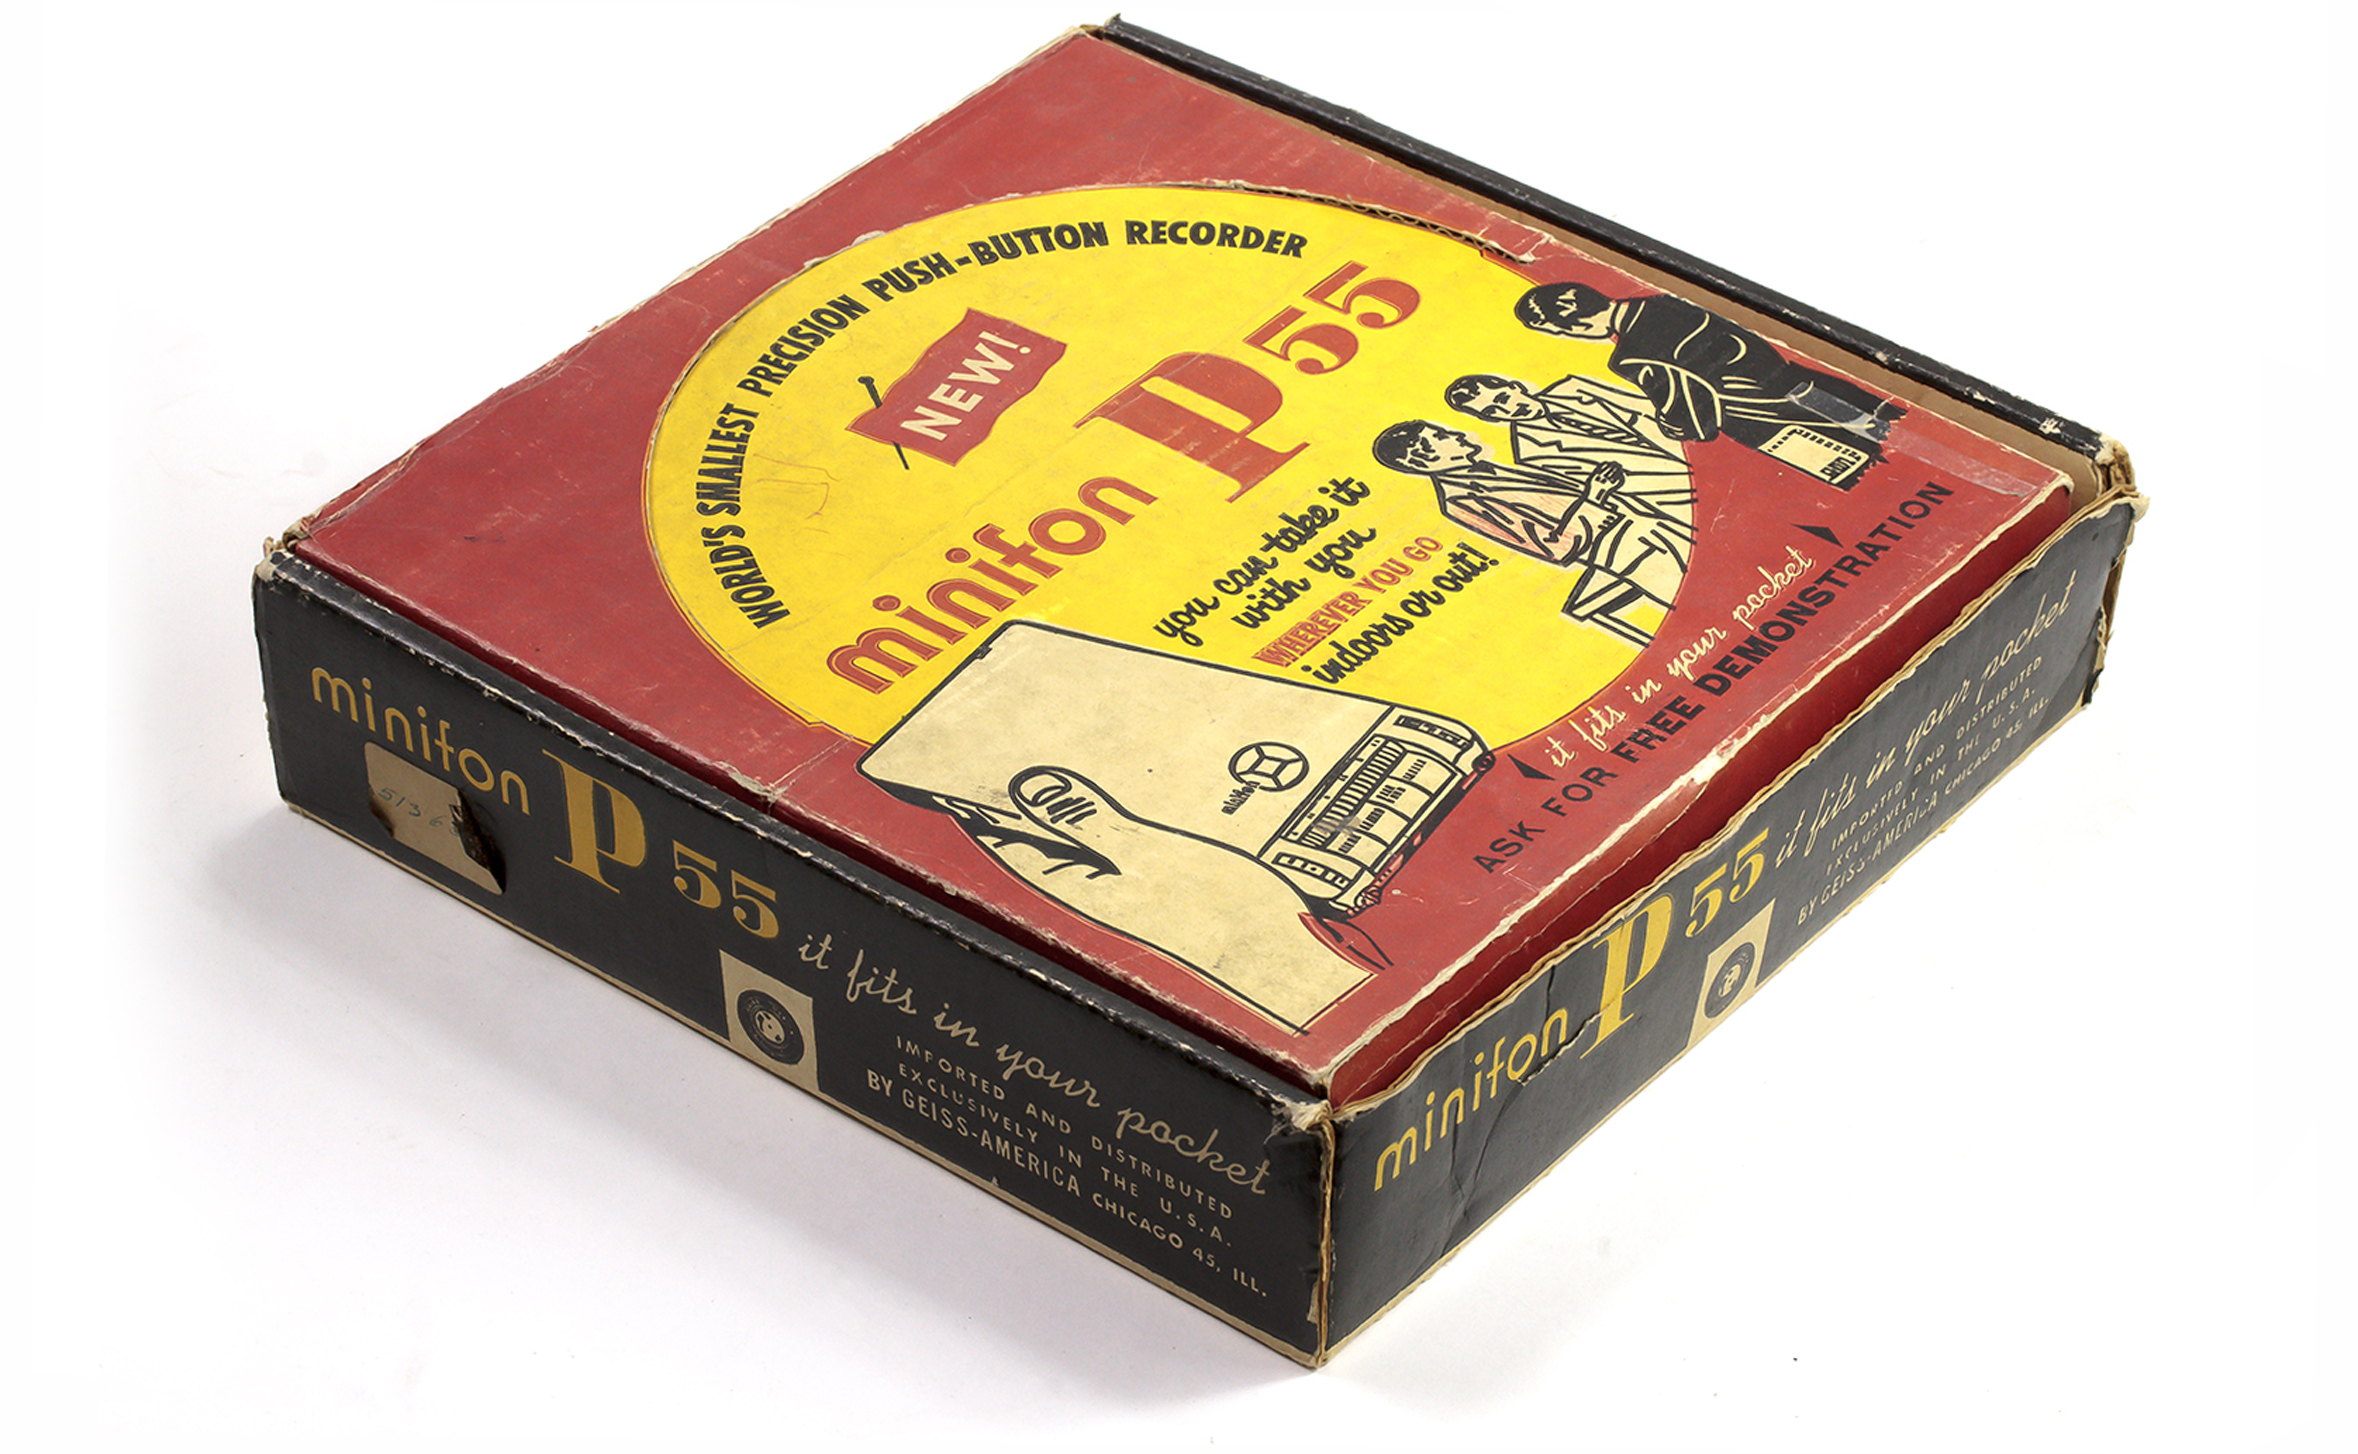 WORLD'S SMALLEST PRECISION PUSH-BUTTON RECORDER
NEW!
minifon P55
you can take it
with you
WHEREVER YOU GO
indoors or out!
minifon
it fits in your pocket
ASK FOR FREE DEMONSTRATION
minifon P55 it fits in your pocket
IMPORTED AND DISTRIBUTED
EXCLUSIVELY IN THE U.S.A.
BY GEISS-AMERICA CHICAGO 45, ILL.
minifon P55 it fits in your pocket
IMPORTED AND DISTRIBUTED
EXCLUSIVELY IN THE U.S.A.
BY GEISS-AMERICA CHICAGO 45, ILL.